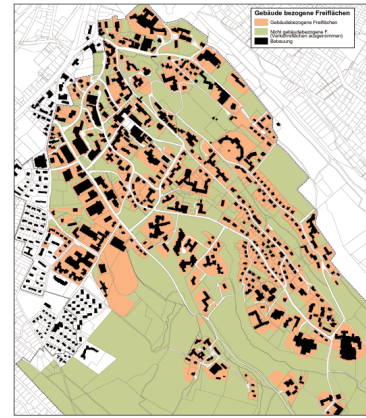 Gebäude bezogene Freiflächen
Gebäudebezogene Freiflächen
Nicht gebäudebezogene F.
(Verkehrsflächen ausgenommen)
Bebauung